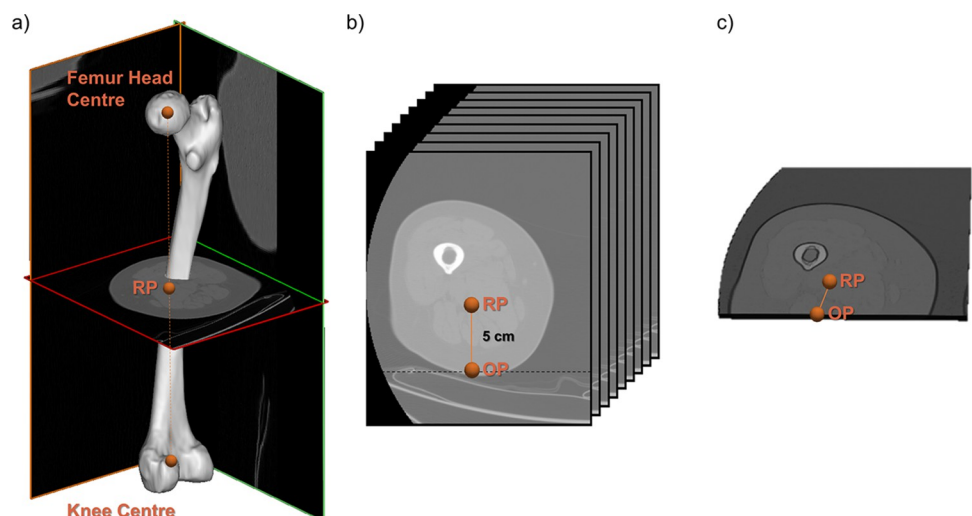 a)
Femur Head
Centre
RP
Knee Centre
b)
RP
5 cm
OP
c)
RP
OP